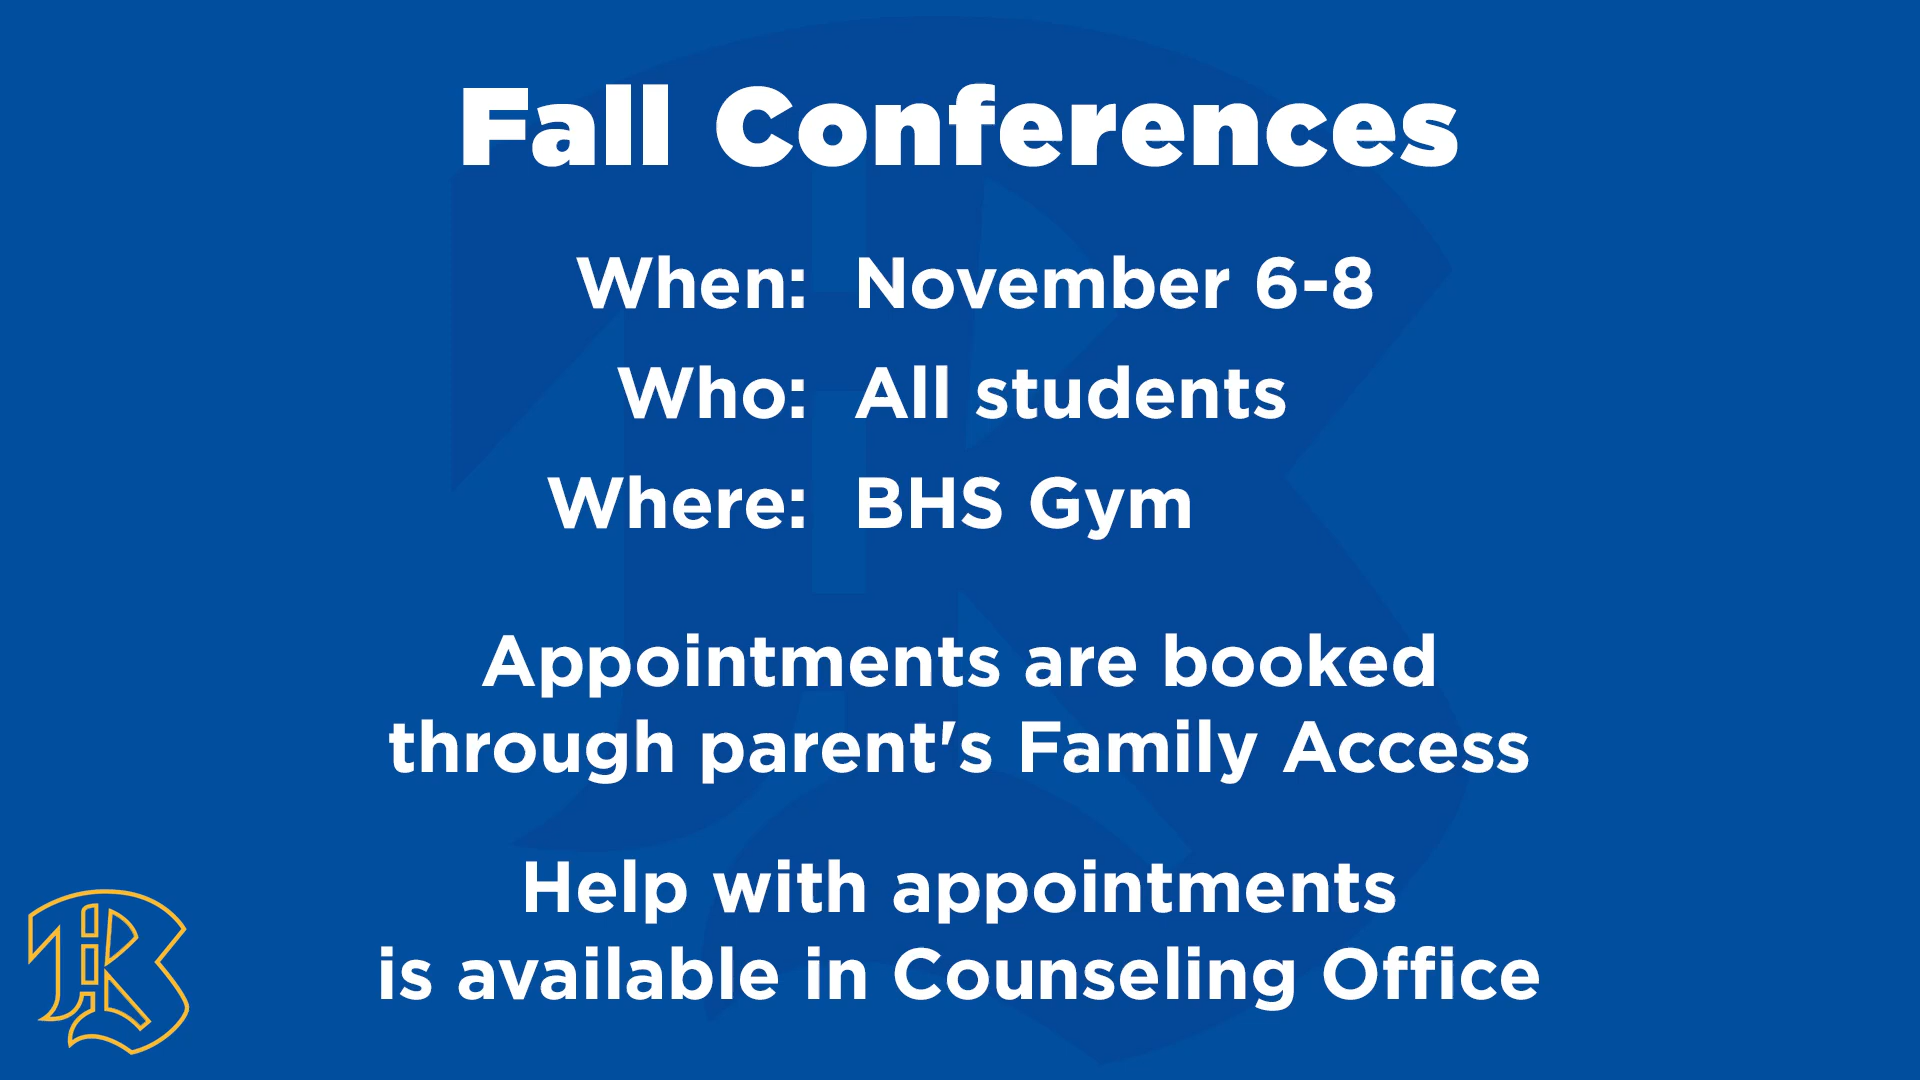 Fall Conferences
When: November 6-8
Who: All students
Where: BHS Gym
Appointments are booked
through parent's Family Access
Help with appointments
is available in Counseling Office
B